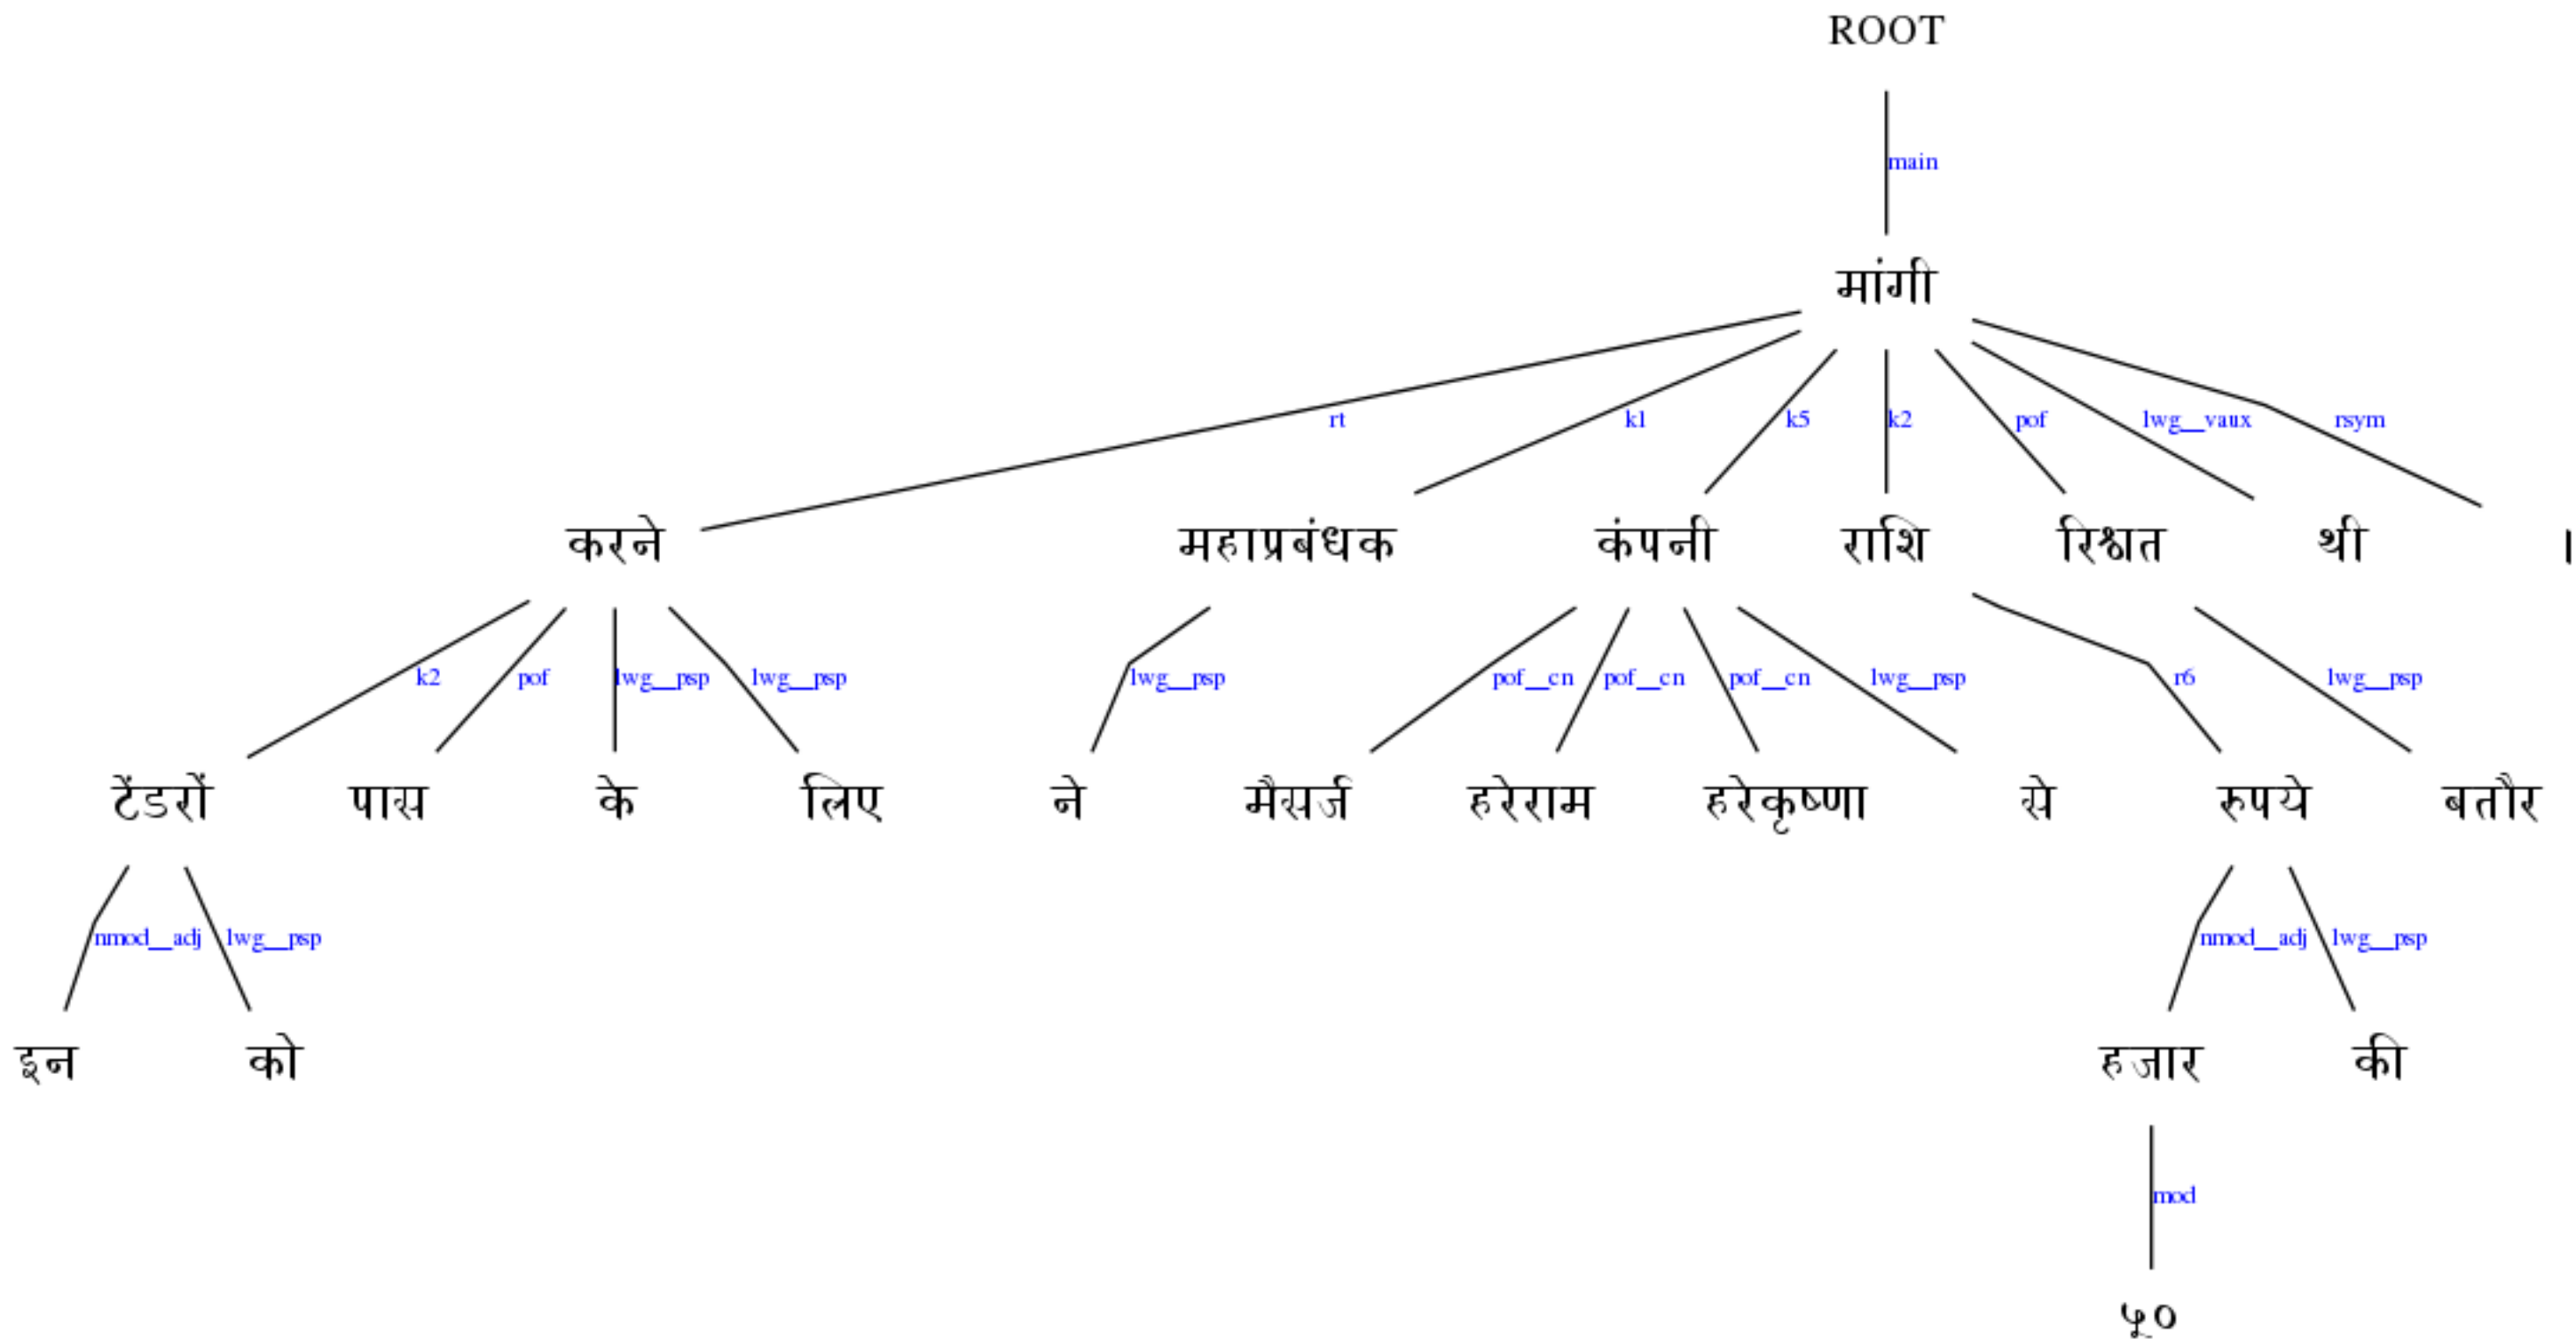 ROOT
main
मांगी
rt k1 k5 k2 pof lwg__vaux rsym
करने महाप्रबंधक कंपनी राशि रिश्वत थी ।
k2 pof lwg__psp lwg__psp lwg__psp pof__cn pof__cn pof__cn lwg__psp r6 lwg__psp
टेंडरों पास के लिए ने मैसर्ज हरेराम हरेकृष्णा से रुपये बतौर
nmod__adj lwg__psp nmod__adj lwg__psp
इन को हजार की
mod
५०